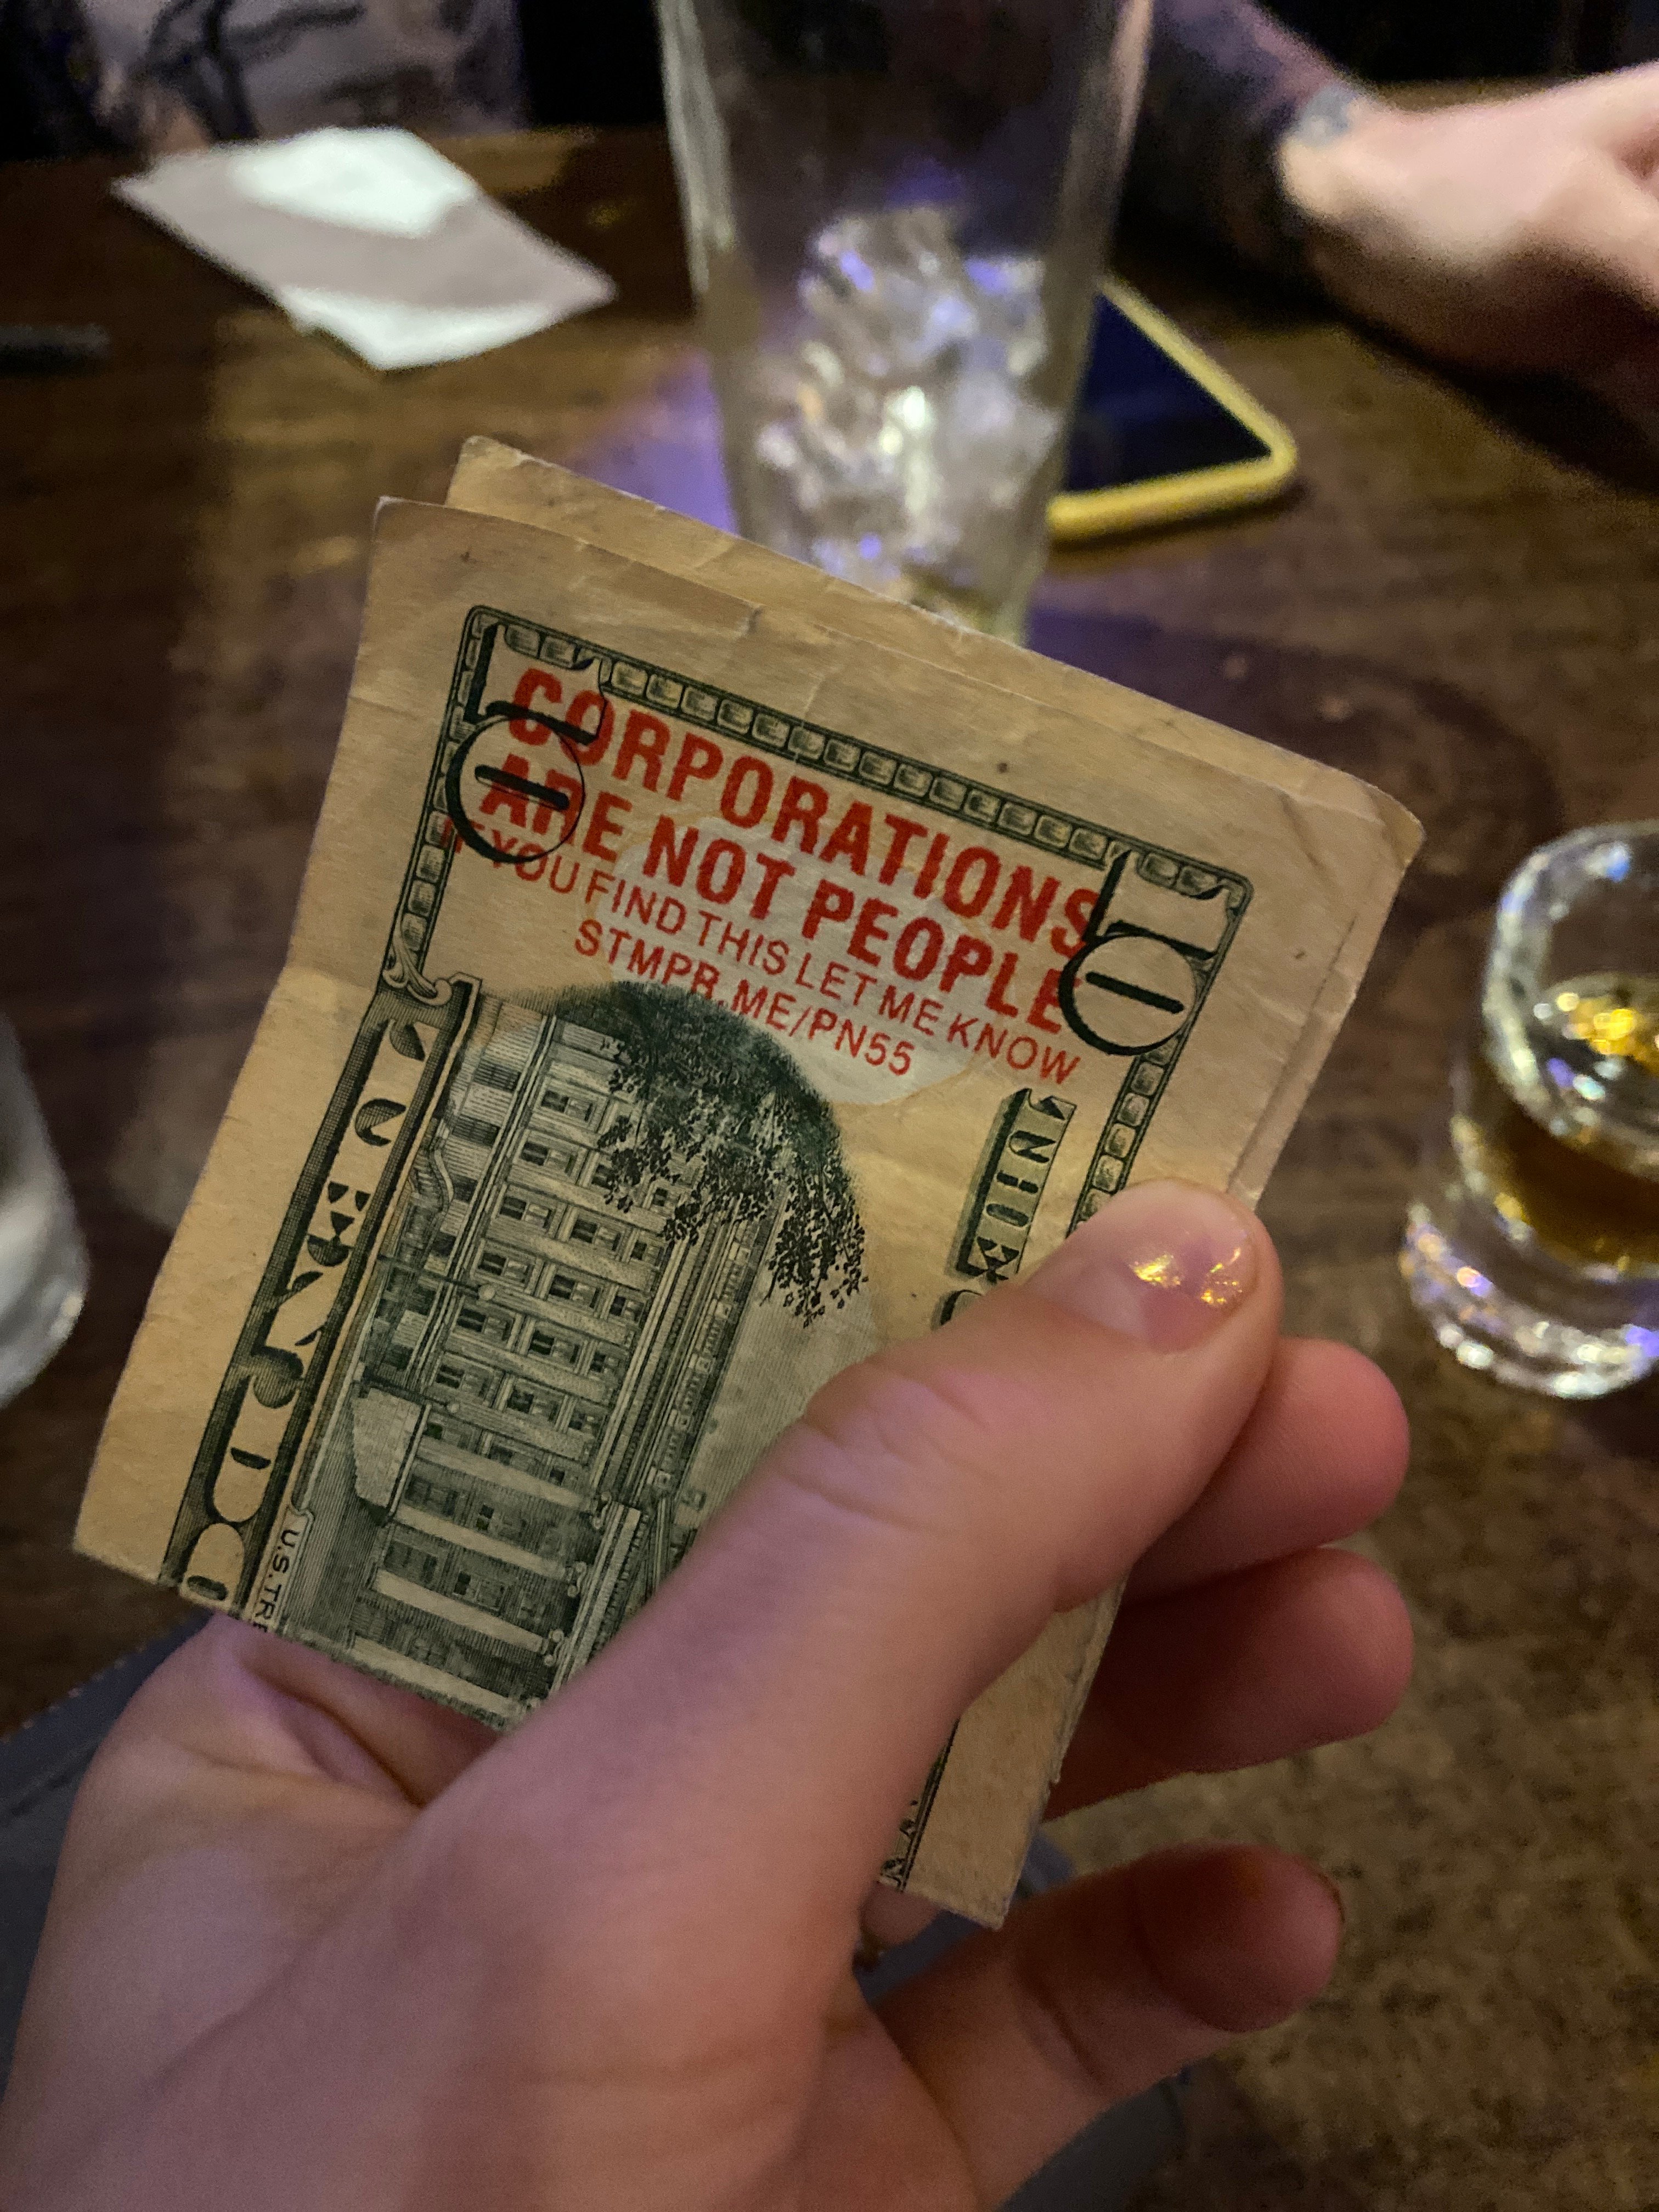 CORPORATIONS
ARE NOT PEOPLE
IF YOU FIND THIS LET ME KNOW
STMPR.ME/PN55
10
10
U.S. TR